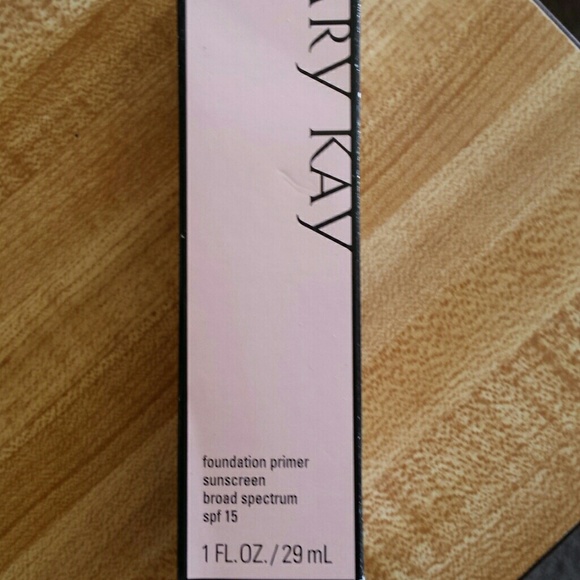 ARY KAY
foundation primer
sunscreen
broad spectrum
spf 15
1 FL.OZ./29 mL